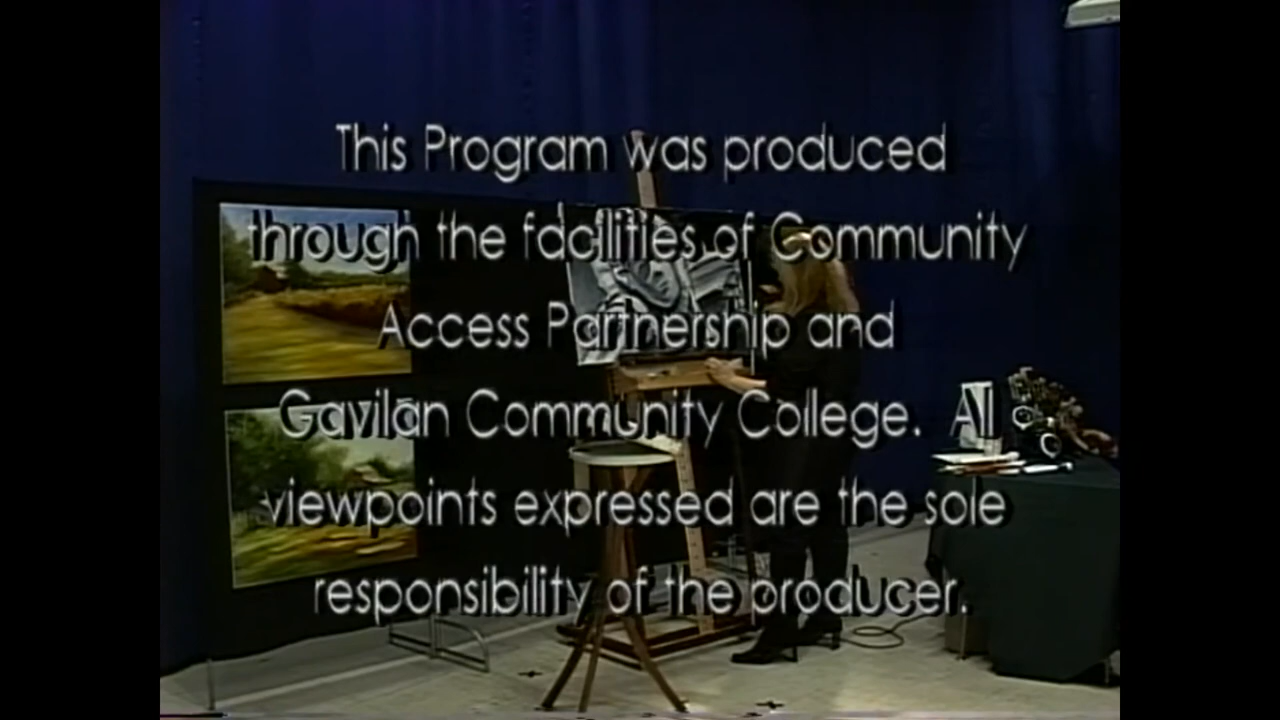 This Program was produced
through the facilities of Community
Access Partnership and
Gavilan Community College. All
viewpoints expressed are the sole
responsibility of the producer.